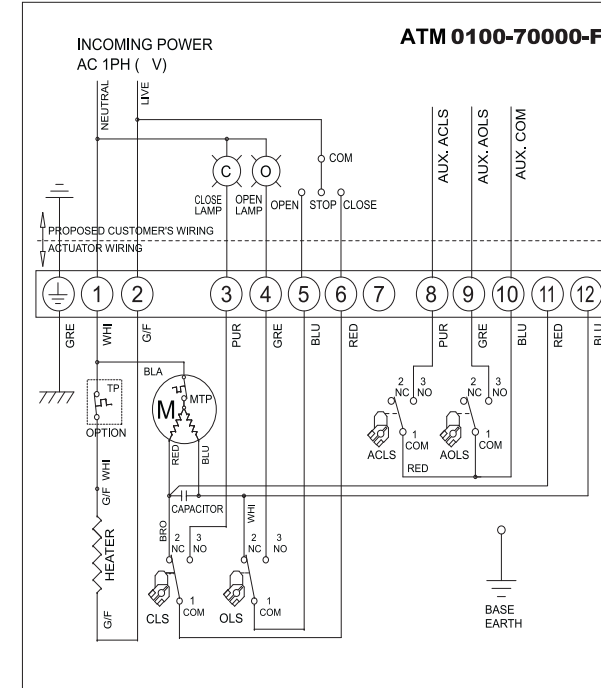 ATM 0100-70000-F
INCOMING POWER
AC 1PH ( V)
NEUTRAL
LIVE
C
O
CLOSE
LAMP
OPEN
LAMP
COM
OPEN
STOP
CLOSE
AUX. ACLS
AUX. AOLS
AUX. COM
PROPOSED CUSTOMER'S WIRING
ACTUATOR WIRING
1 2 3 4 5 6 7 8 9 10 11 12
GRE
WHI
G/F
PUR
GRE
BLU
RED
PUR
GRE
BLU
RED
BLA
TP
OPTION
M
MTP
RED
BLU
2
NC
3
NO
1
COM
ACLS
RED
2
NC
3
NO
1
COM
AOLS
WHI
G/F
CAPACITOR
HEATER
G/F
BRO
2
NC
3
NO
1
COM
CLS
WHI
2
NC
3
NO
1
COM
OLS
BASE
EARTH